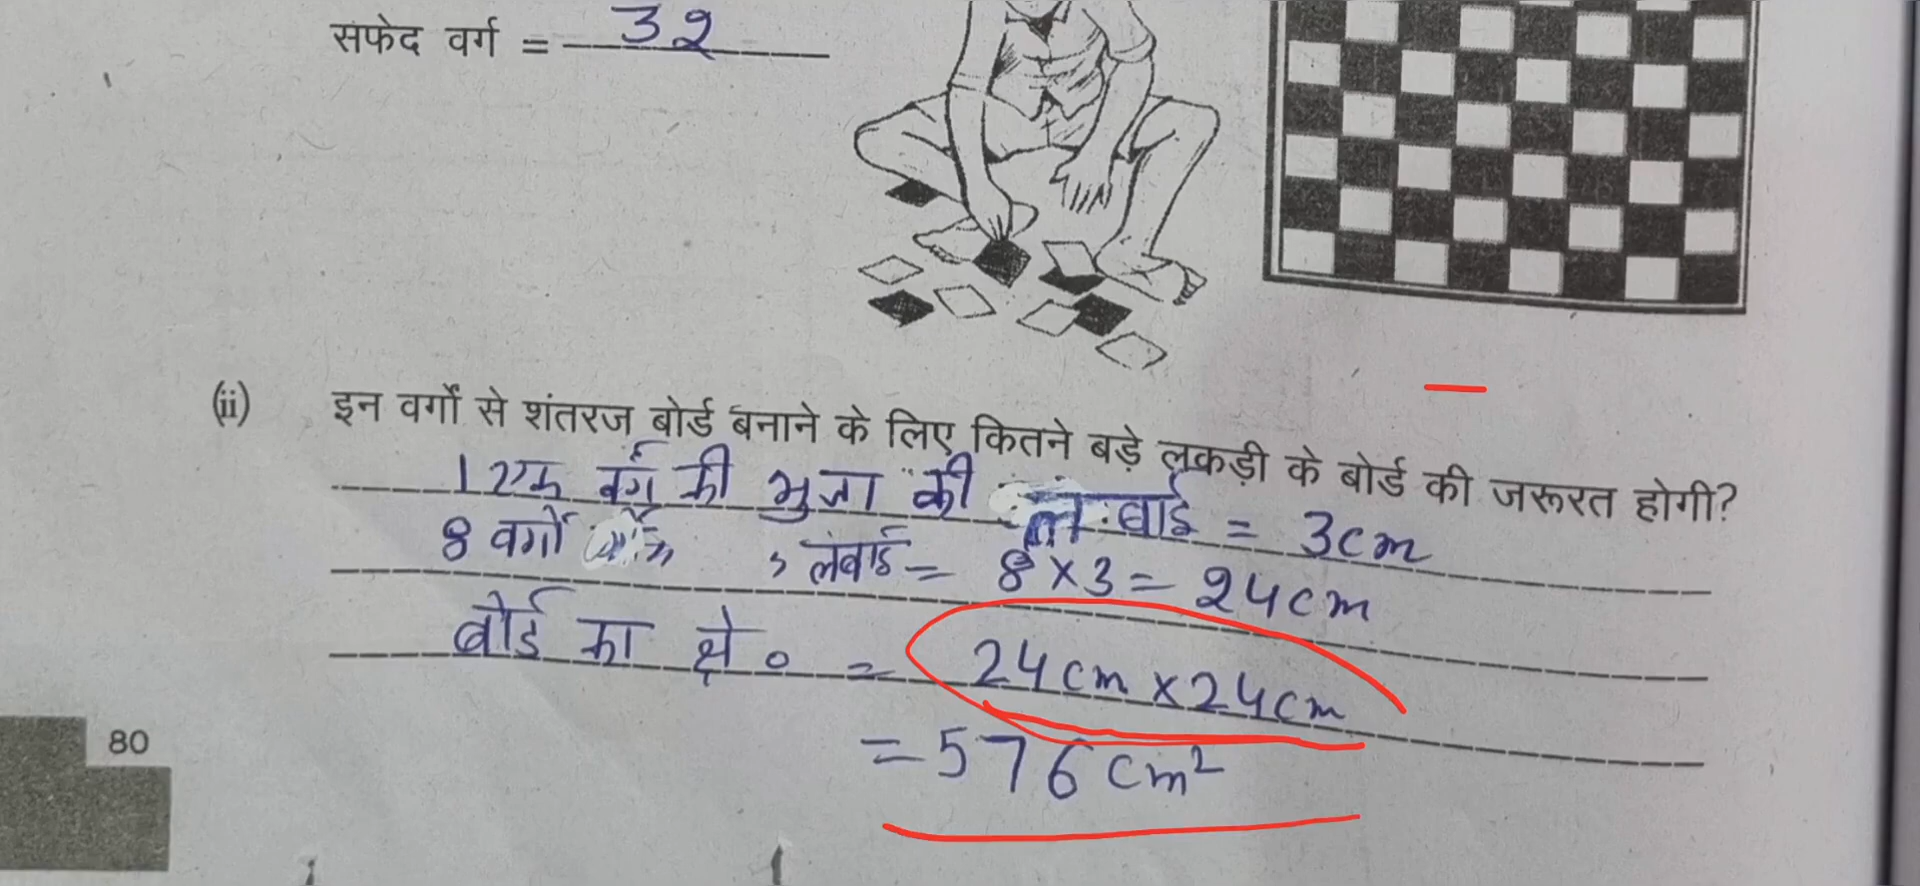 सफेद वर्ग = 32
(ii) इन वर्गों से शंतरज बोर्ड बनाने के लिए कितने बड़े लकड़ी के बोर्ड की जरूरत होगी?
1 एक वर्ग की भुजा की लंबाई = 3cm
8 वर्गो , लंबाई = 8 × 3 = 24cm
बोर्ड का क्षे० = 24cm × 24cm
= 576 cm²
80